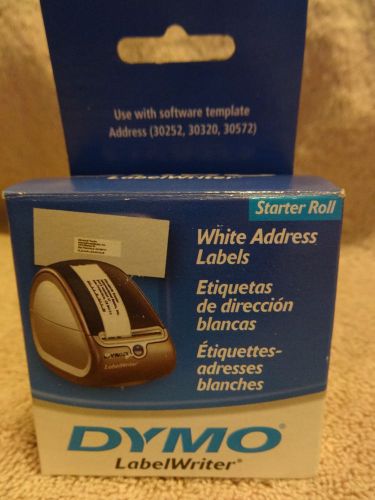 Use with software template
Address (30252, 30320, 30572)
LabelWriter
Starter Roll
White Address
Labels
Etiquetas
de dirección
blancas
Étiquettes-
adresses
blanches
DYMO
LabelWriter
DYMO
LabelWriter®